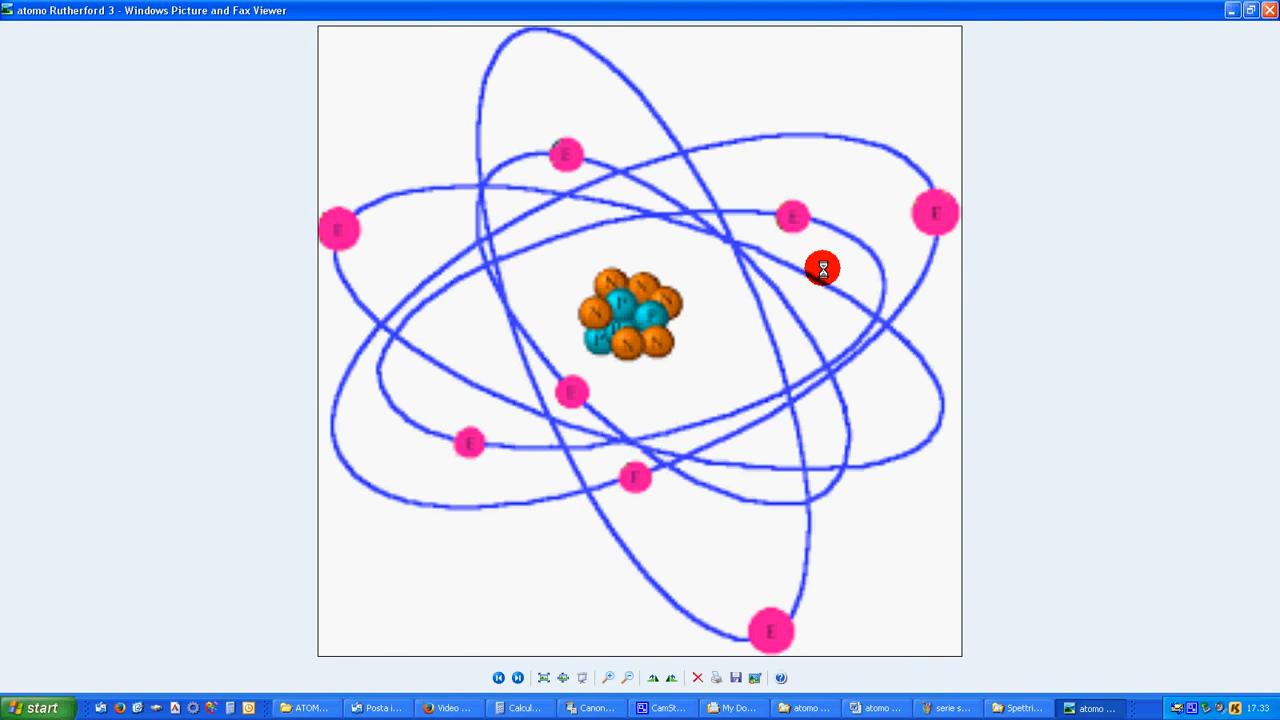 atomo Rutherford 3 - Windows Picture and Fax Viewer
E
E
E
E
N
N
N
P
N
P
P
N
N
E
E
E
E
start
ATOM...
Posta i...
Video ...
Calcul...
Canon...
CamSt...
My Do...
atomo ...
atomo ...
serie s...
Spettri...
atomo ...
17.33